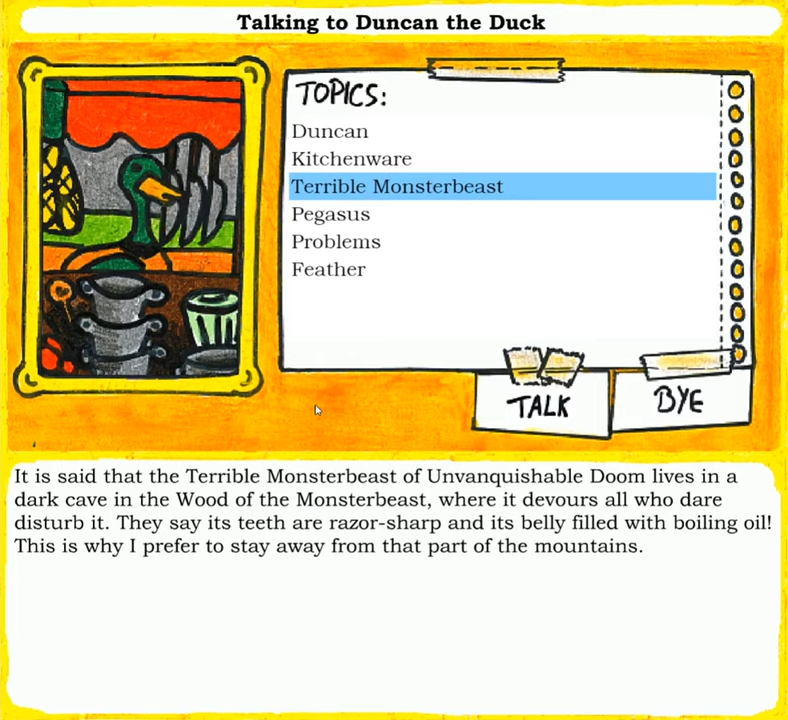 Talking to Duncan the Duck
TOPICS:
Duncan
Kitchenware
Terrible Monsterbeast
Pegasus
Problems
Feather
TALK
BYE
It is said that the Terrible Monsterbeast of Unvanquishable Doom lives in a
dark cave in the Wood of the Monsterbeast, where it devours all who dare
disturb it. They say its teeth are razor-sharp and its belly filled with boiling oil!
This is why I prefer to stay away from that part of the mountains.